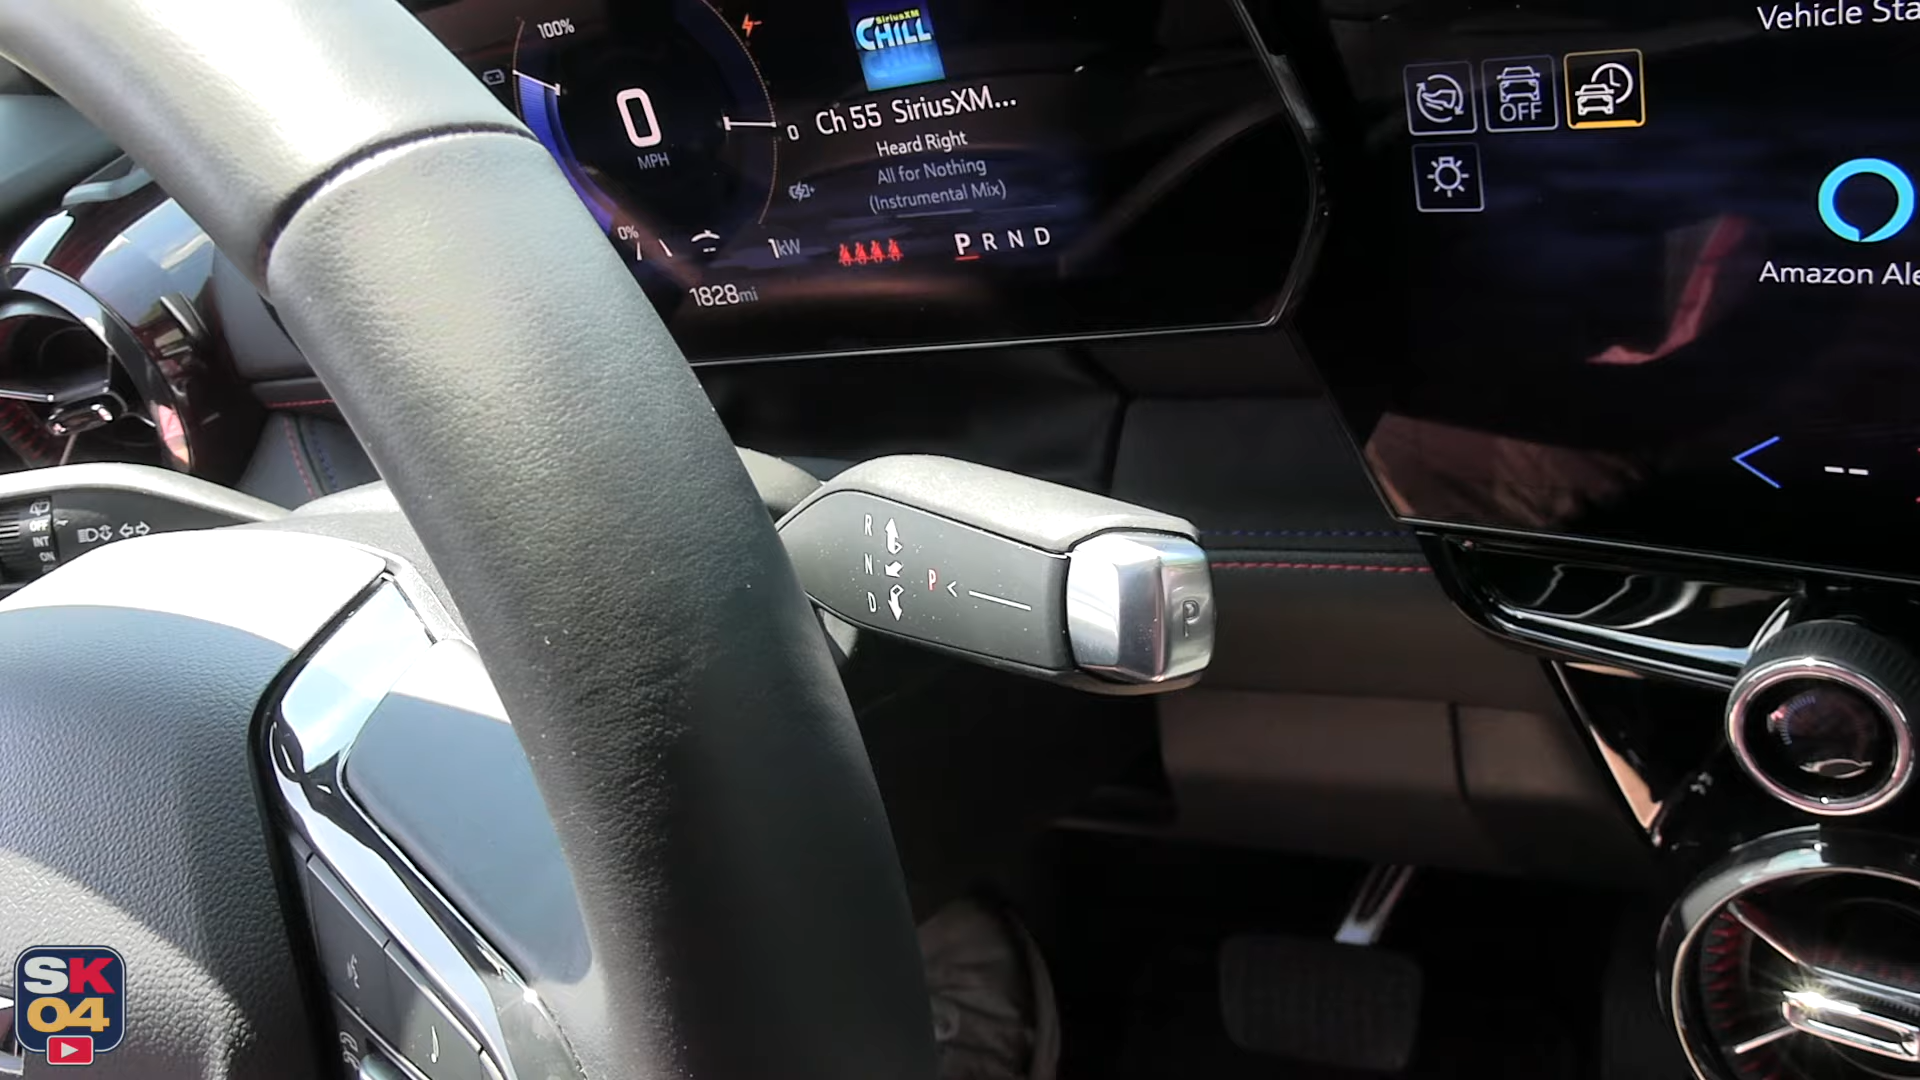 100%
0
MPH
0%
1kW
1828mi
0
SiriusXM
CHILL
Ch 55 SiriusXM...
Heard Right
All for Nothing
(Instrumental Mix)
P R N D
Vehicle Sta
OFF
Amazon Ale
--
OFF
INT
ON
R
N
D
P <
P
SK
04